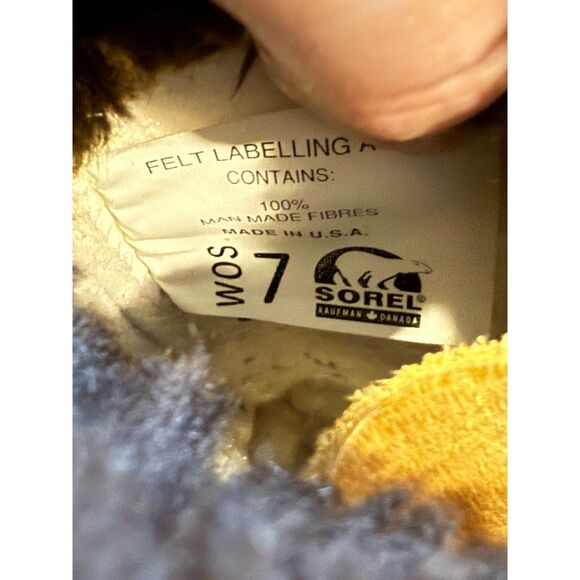 FELT LABELLING A
CONTAINS:
100%
MAN MADE FIBRES
MADE IN U.S.A.
WOS.
7
SOREL®
KAUFMAN CANADA